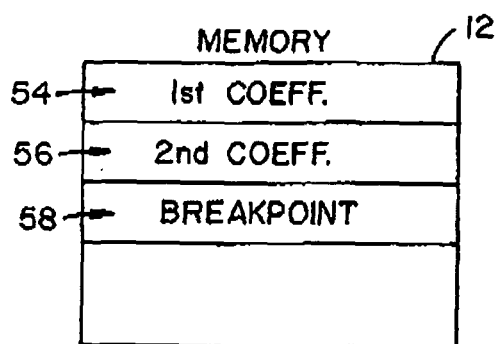 MEMORY
12
54 1st COEFF.
56 2nd COEFF.
58 BREAKPOINT